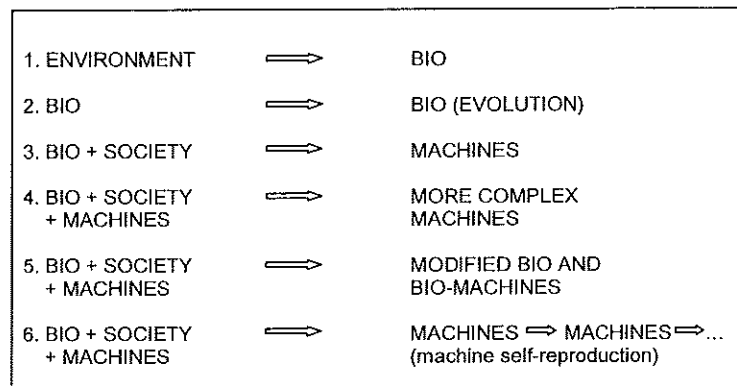 1. ENVIRONMENT ⇒ BIO
2. BIO ⇒ BIO (EVOLUTION)
3. BIO + SOCIETY ⇒ MACHINES
4. BIO + SOCIETY ⇒ MORE COMPLEX
+ MACHINES MACHINES
5. BIO + SOCIETY ⇒ MODIFIED BIO AND
+ MACHINES BIO-MACHINES
6. BIO + SOCIETY ⇒ MACHINES ⇒ MACHINES ⇒...
+ MACHINES (machine self-reproduction)